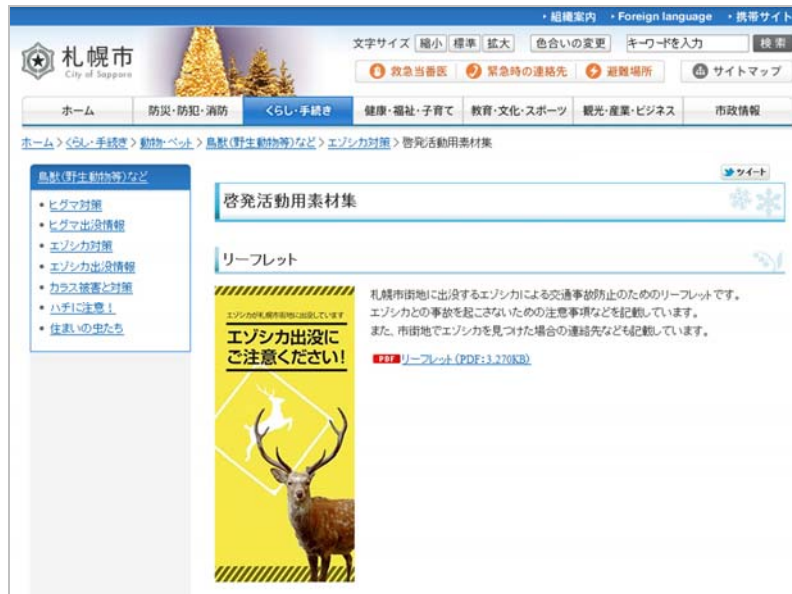 ・組織案内 ・Foreign language ・携帯サイト
札幌市
City of Sapporo
文字サイズ 縮小 標準 拡大 色合いの変更 キーワードを入力 検索
救急当番医 緊急時の連絡先 避難場所 サイトマップ
ホーム 防災・防犯・消防 くらし・手続き 健康・福祉・子育て 教育・文化・スポーツ 観光・産業・ビジネス 市政情報
ホーム > くらし・手続き > 動物・ペット > 鳥獣(野生動物等)など > エゾシカ対策 > 啓発活動用素材集
鳥獣(野生動物等)など
• ヒグマ対策
• ヒグマ出没情報
• エゾシカ対策
• エゾシカ出没情報
• カラス被害と対策
• ハチに注意!
• 住まいの虫たち
ツイート
啓発活動用素材集
リーフレット
エゾシカが札幌市街地に出没しています
エゾシカ出没に
ご注意ください!
札幌市街地に出没するエゾシカによる交通事故防止のためのリーフレットです。
エゾシカとの事故を起こさないための注意事項などを記載しています。
また、市街地でエゾシカを見つけた場合の連絡先なども記載しています。
PDF リーフレット(PDF:3,270KB)